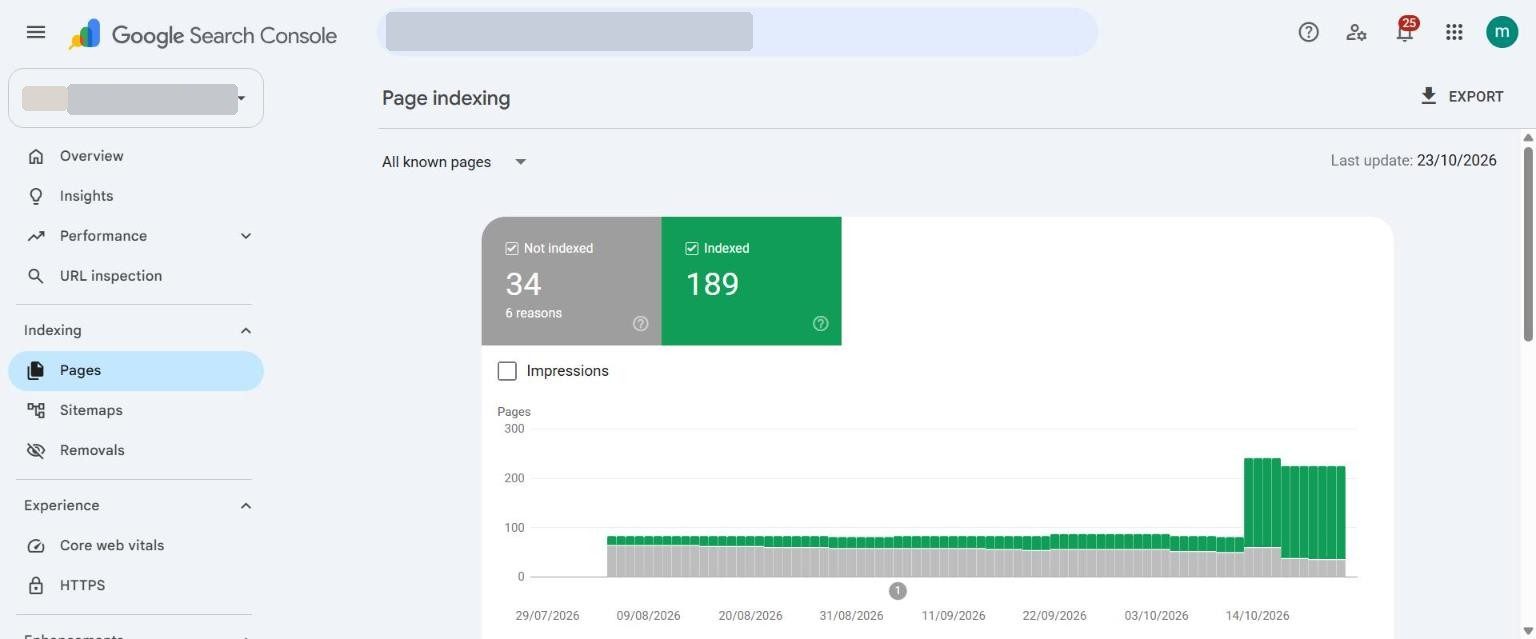 Google Search Console
25
m
Page indexing
EXPORT
All known pages
Last update: 23/10/2026
Overview
Insights
Performance
URL inspection
Indexing
Pages
Sitemaps
Removals
Experience
Core web vitals
HTTPS
Not indexed
34
6 reasons
Indexed
189
Impressions
Pages
300
200
100
0
1
29/07/2026 09/08/2026 20/08/2026 31/08/2026 11/09/2026 22/09/2026 03/10/2026 14/10/2026